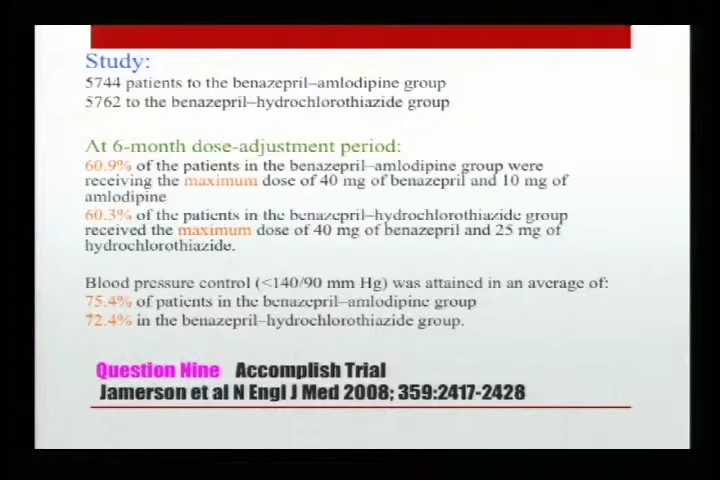 Study:
5744 patients to the benazepril–amlodipine group
5762 to the benazepril–hydrochlorothiazide group
At 6-month dose-adjustment period:
60.9% of the patients in the benazepril–amlodipine group were
receiving the maximum dose of 40 mg of benazepril and 10 mg of
amlodipine
60.3% of the patients in the benazepril–hydrochlorothiazide group
received the maximum dose of 40 mg of benazepril and 25 mg of
hydrochlorothiazide.
Blood pressure control (<140/90 mm Hg) was attained in an average of:
75.4% of patients in the benazepril–amlodipine group
72.4% in the benazepril–hydrochlorothiazide group.
Question Nine Accomplish Trial
Jamerson et al N Engl J Med 2008; 359:2417-2428